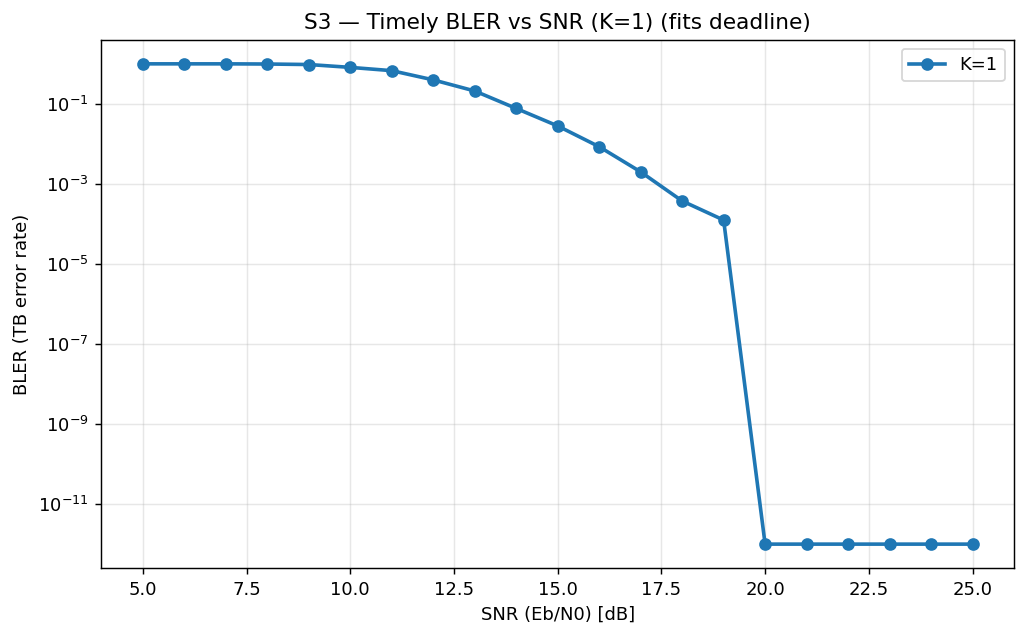 S3 — Timely BLER vs SNR (K=1) (fits deadline)
K=1
BLER (TB error rate)
10⁻¹
10⁻³
10⁻⁵
10⁻⁷
10⁻⁹
10⁻¹¹
5.0 7.5 10.0 12.5 15.0 17.5 20.0 22.5 25.0
SNR (Eb/N0) [dB]